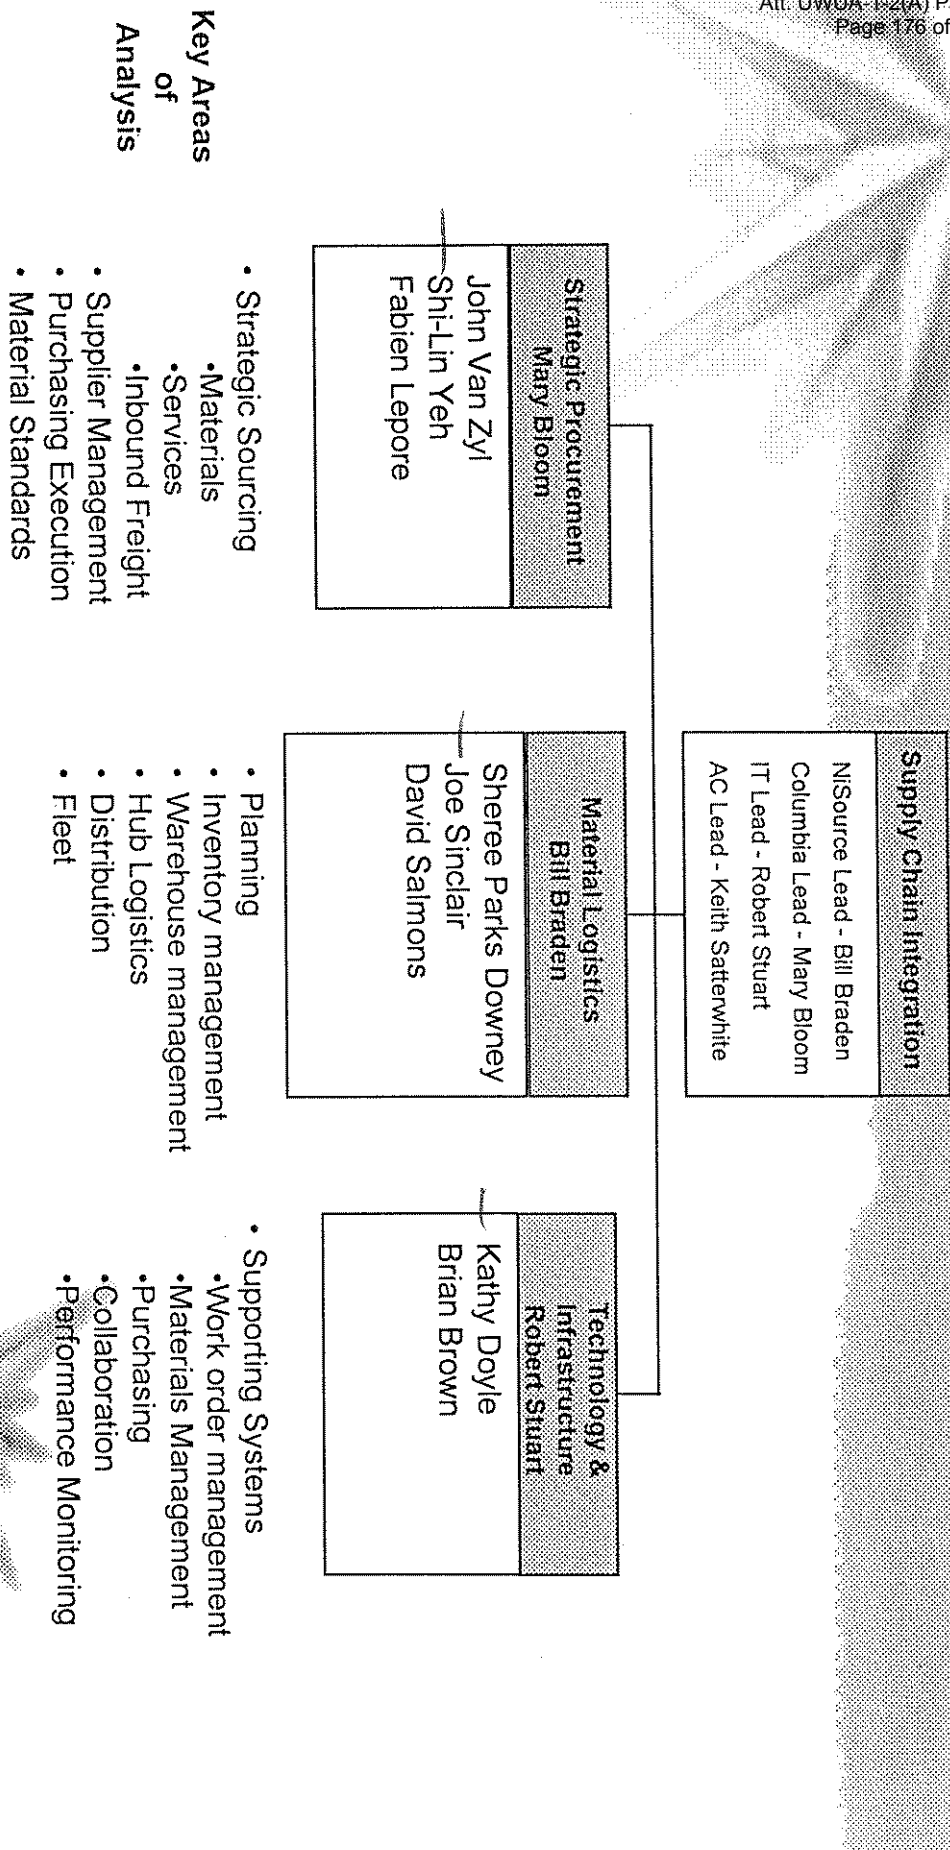 Att. UWUA-1-2(A) P
Page 176 of
Supply Chain Integration
NiSource Lead - Bill Braden
Columbia Lead - Mary Bloom
IT Lead - Robert Stuart
AC Lead - Keith Satterwhite
Strategic Procurement
Mary Bloom
John Van Zyl
Shi-Lin Yeh
Fabien Lepore
Material Logistics
Bill Braden
Sheree Parks Downey
Joe Sinclair
David Salmons
Technology &
Infrastructure
Robert Stuart
Kathy Doyle
Brian Brown
Key Areas
of
Analysis
• Strategic Sourcing
•Materials
•Services
•Inbound Freight
• Supplier Management
• Purchasing Execution
• Material Standards
• Planning
• Inventory management
• Warehouse management
• Hub Logistics
• Distribution
• Fleet
• Supporting Systems
•Work order management
•Materials Management
•Purchasing
•Collaboration
•Performance Monitoring